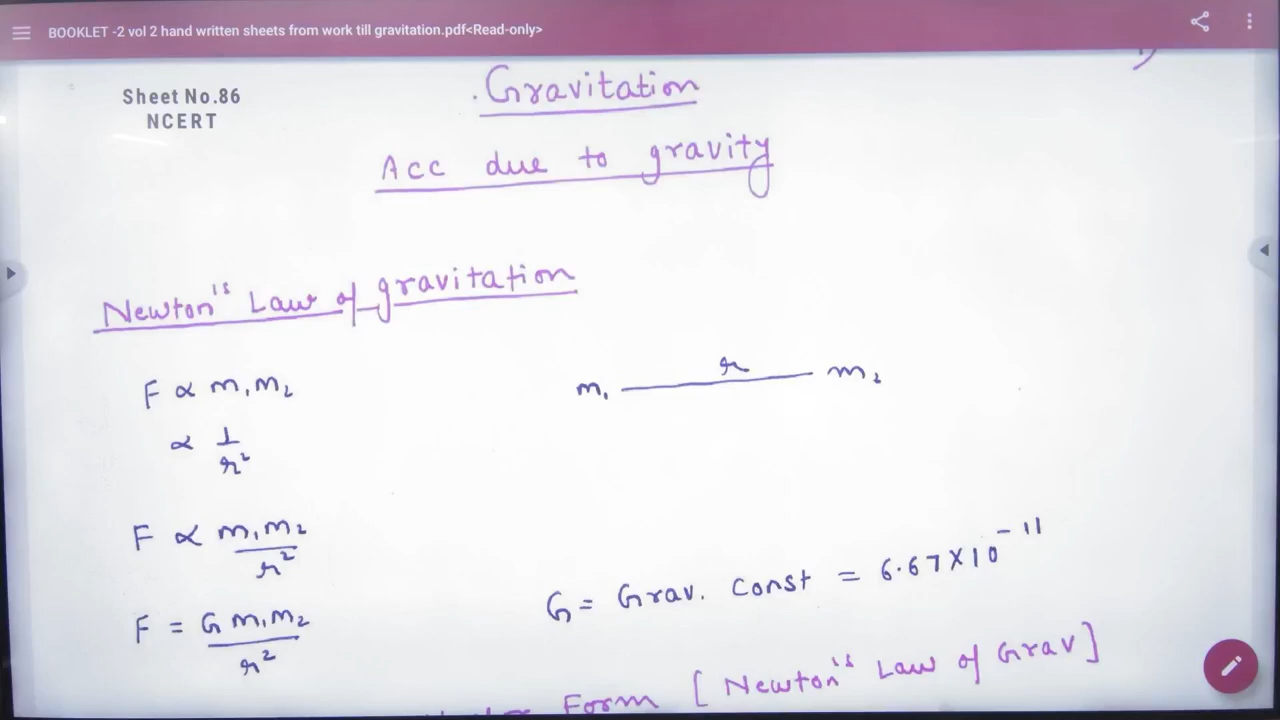 BOOKLET -2 vol 2 hand written sheets from work till gravitation.pdf<Read-only>
Sheet No.86
NCERT
Gravitation
Acc due to gravity
Newton's Law of gravitation
F ∝ m₁m₂
m₁ r m₂
∝ 1/r²
F ∝ m₁m₂/r²
G = Grav. Const = 6.67×10⁻¹¹
F = Gm₁m₂/r²
Form [Newton's Law of Grav]